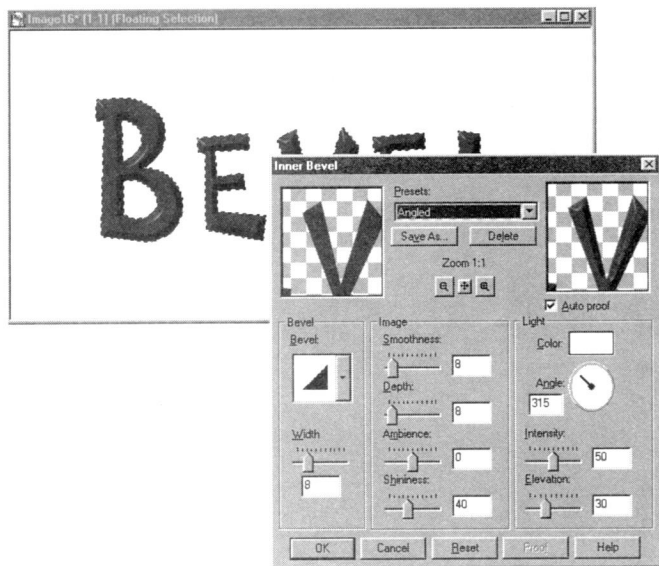 Image16* [1:1] (Floating Selection)
BEVEL
Inner Bevel
Presets:
Angled
Save As...
Delete
Zoom 1:1
Auto proof
Bevel
Bevel:
Width
8
Image
Smoothness:
8
Depth:
8
Ambience:
0
Shininess:
40
Light
Color:
Angle:
315
Intensity:
50
Elevation:
30
OK
Cancel
Reset
Proof
Help